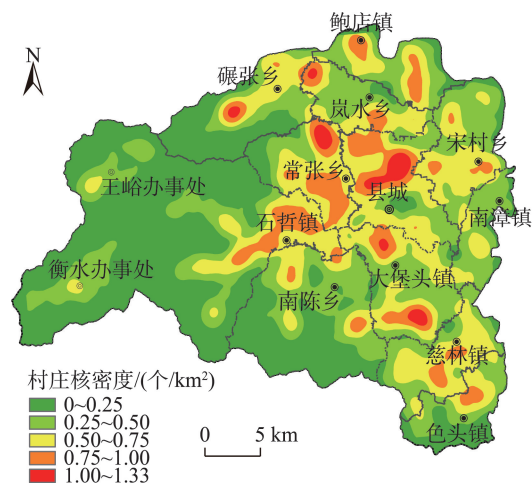 N
鲍店镇
碾张乡
岚水乡
宋村乡
常张乡
王峪办事处
县城
南漳镇
石哲镇
衡水办事处
大堡头镇
南陈乡
慈林镇
色头镇
村庄核密度/(个/km²)
0~0.25
0.25~0.50
0.50~0.75
0.75~1.00
1.00~1.33
0 5 km